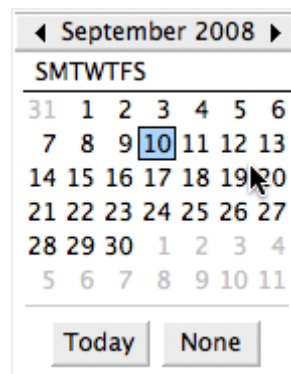 September 2008
SMTWTFS
31 1 2 3 4 5 6
7 8 9 10 11 12 13
14 15 16 17 18 19 20
21 22 23 24 25 26 27
28 29 30 1 2 3 4
5 6 7 8 9 10 11
Today None